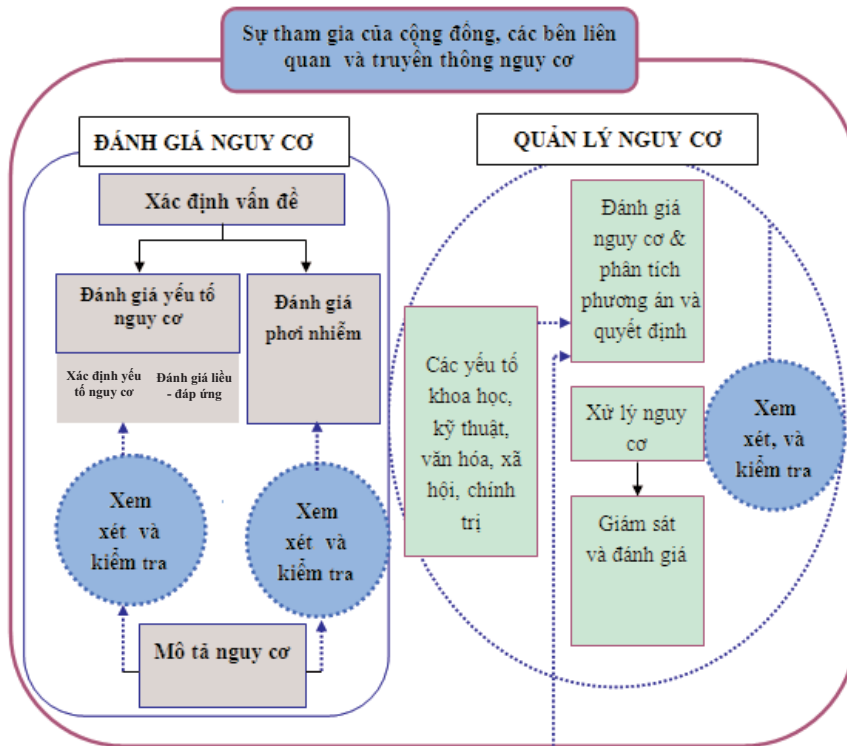 Sự tham gia của cộng đồng, các bên liên
quan và truyền thông nguy cơ
ĐÁNH GIÁ NGUY CƠ
Xác định vấn đề
Đánh giá yếu tố
nguy cơ
Đánh giá
phơi nhiễm
Xác định yếu
tố nguy cơ
Đánh giá liều
- đáp ứng
Xem
xét và
kiểm tra
Xem
xét và
kiểm tra
Mô tả nguy cơ
QUẢN LÝ NGUY CƠ
Đánh giá
nguy cơ &
phân tích
phương án và
quyết định
Các yếu tố
khoa học,
kỹ thuật,
văn hóa, xã
hội, chính
trị
Xử lý nguy
cơ
Giám sát
và đánh giá
Xem
xét, và
kiểm tra